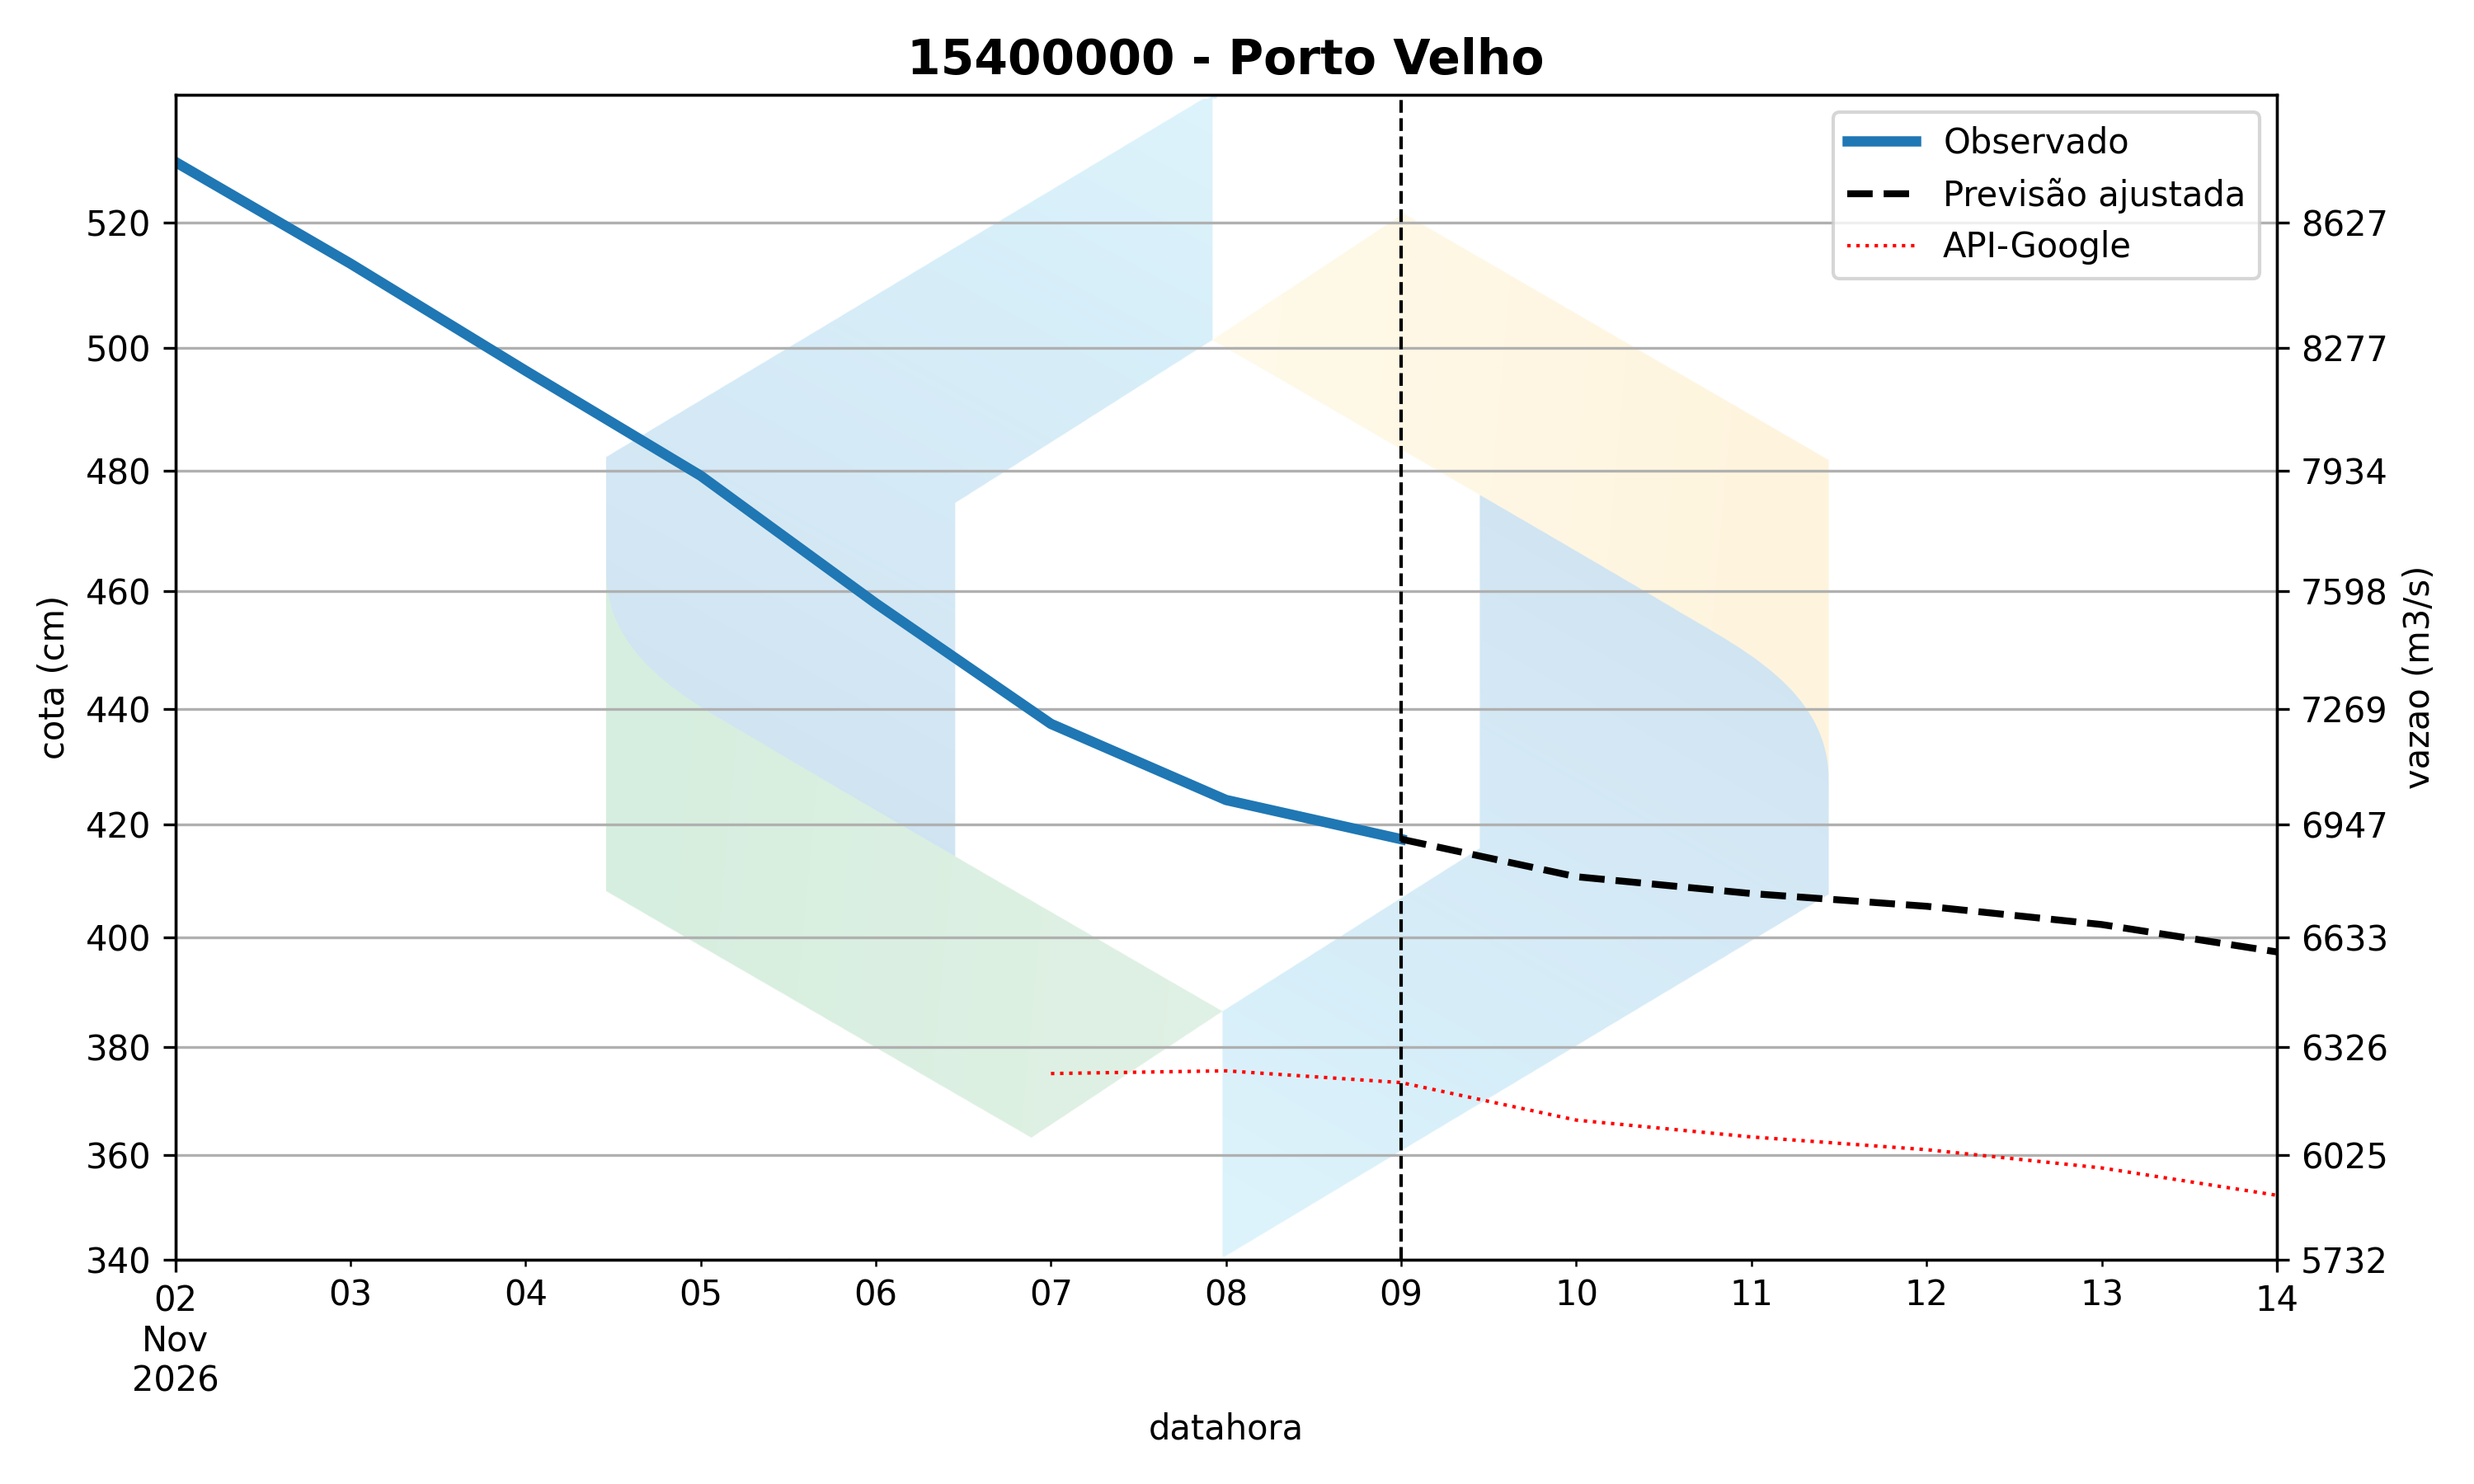 15400000 - Porto Velho
Observado
Previsão ajustada
API-Google
520
500
480
460
440
420
400
380
360
340
cota (cm)
8627
8277
7934
7598
7269
6947
6633
6326
6025
5732
vazao (m3/s)
02 03 04 05 06 07 08 09 10 11 12 13 14
Nov
2026
datahora